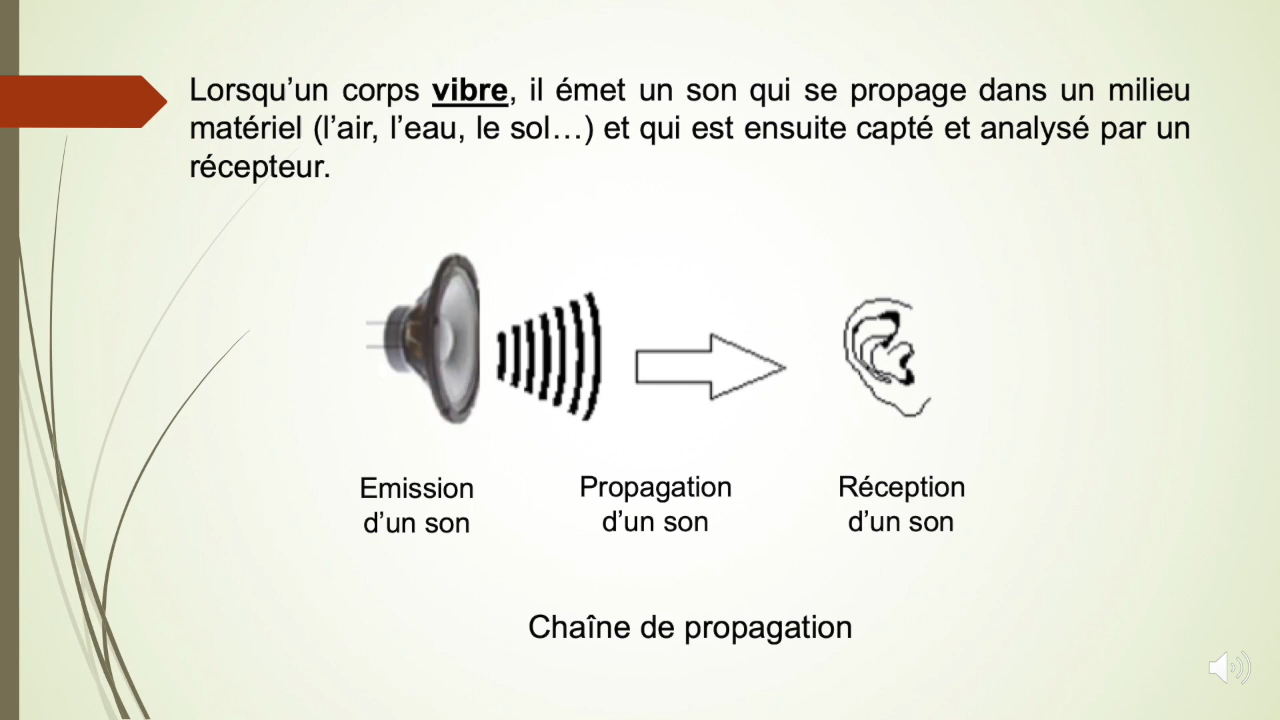 Lorsqu’un corps vibre, il émet un son qui se propage dans un milieu
matériel (l’air, l’eau, le sol…) et qui est ensuite capté et analysé par un
récepteur.
Emission
d’un son
Propagation
d’un son
Réception
d’un son
Chaîne de propagation